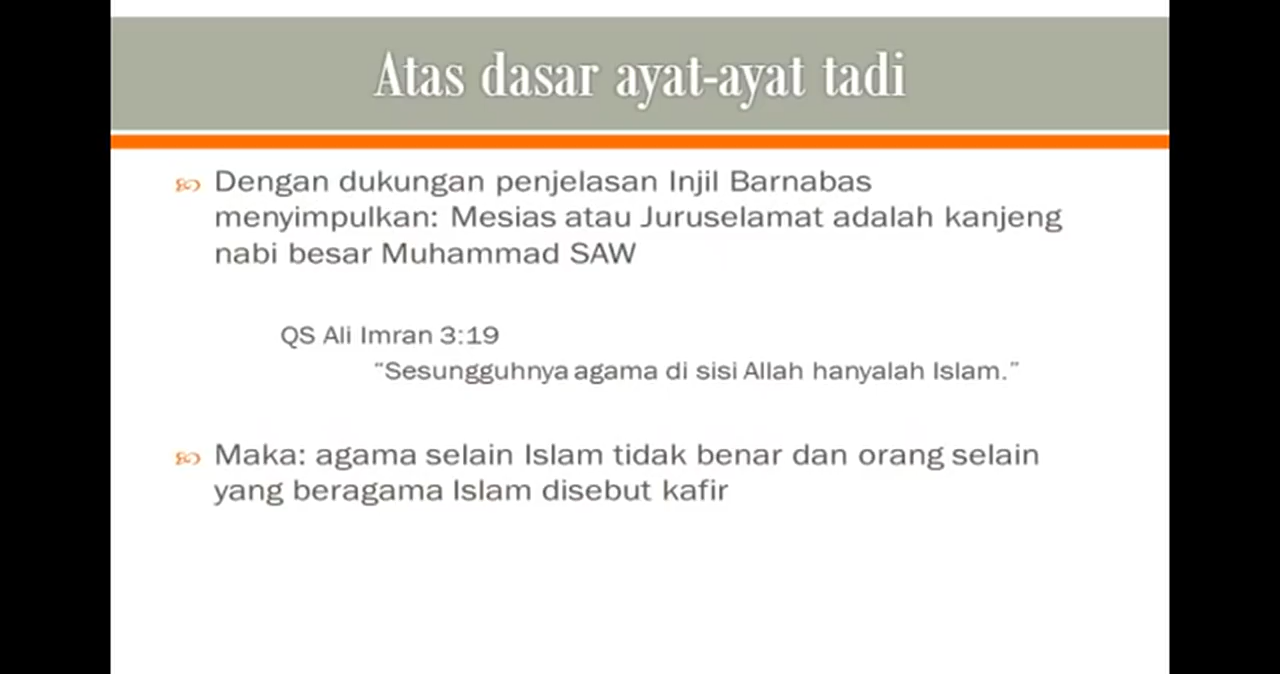 Atas dasar ayat-ayat tadi
Dengan dukungan penjelasan Injil Barnabas
menyimpulkan: Mesias atau Juruselamat adalah kanjeng
nabi besar Muhammad SAW
QS Ali Imran 3:19
“Sesungguhnya agama di sisi Allah hanyalah Islam.”
Maka: agama selain Islam tidak benar dan orang selain
yang beragama Islam disebut kafir